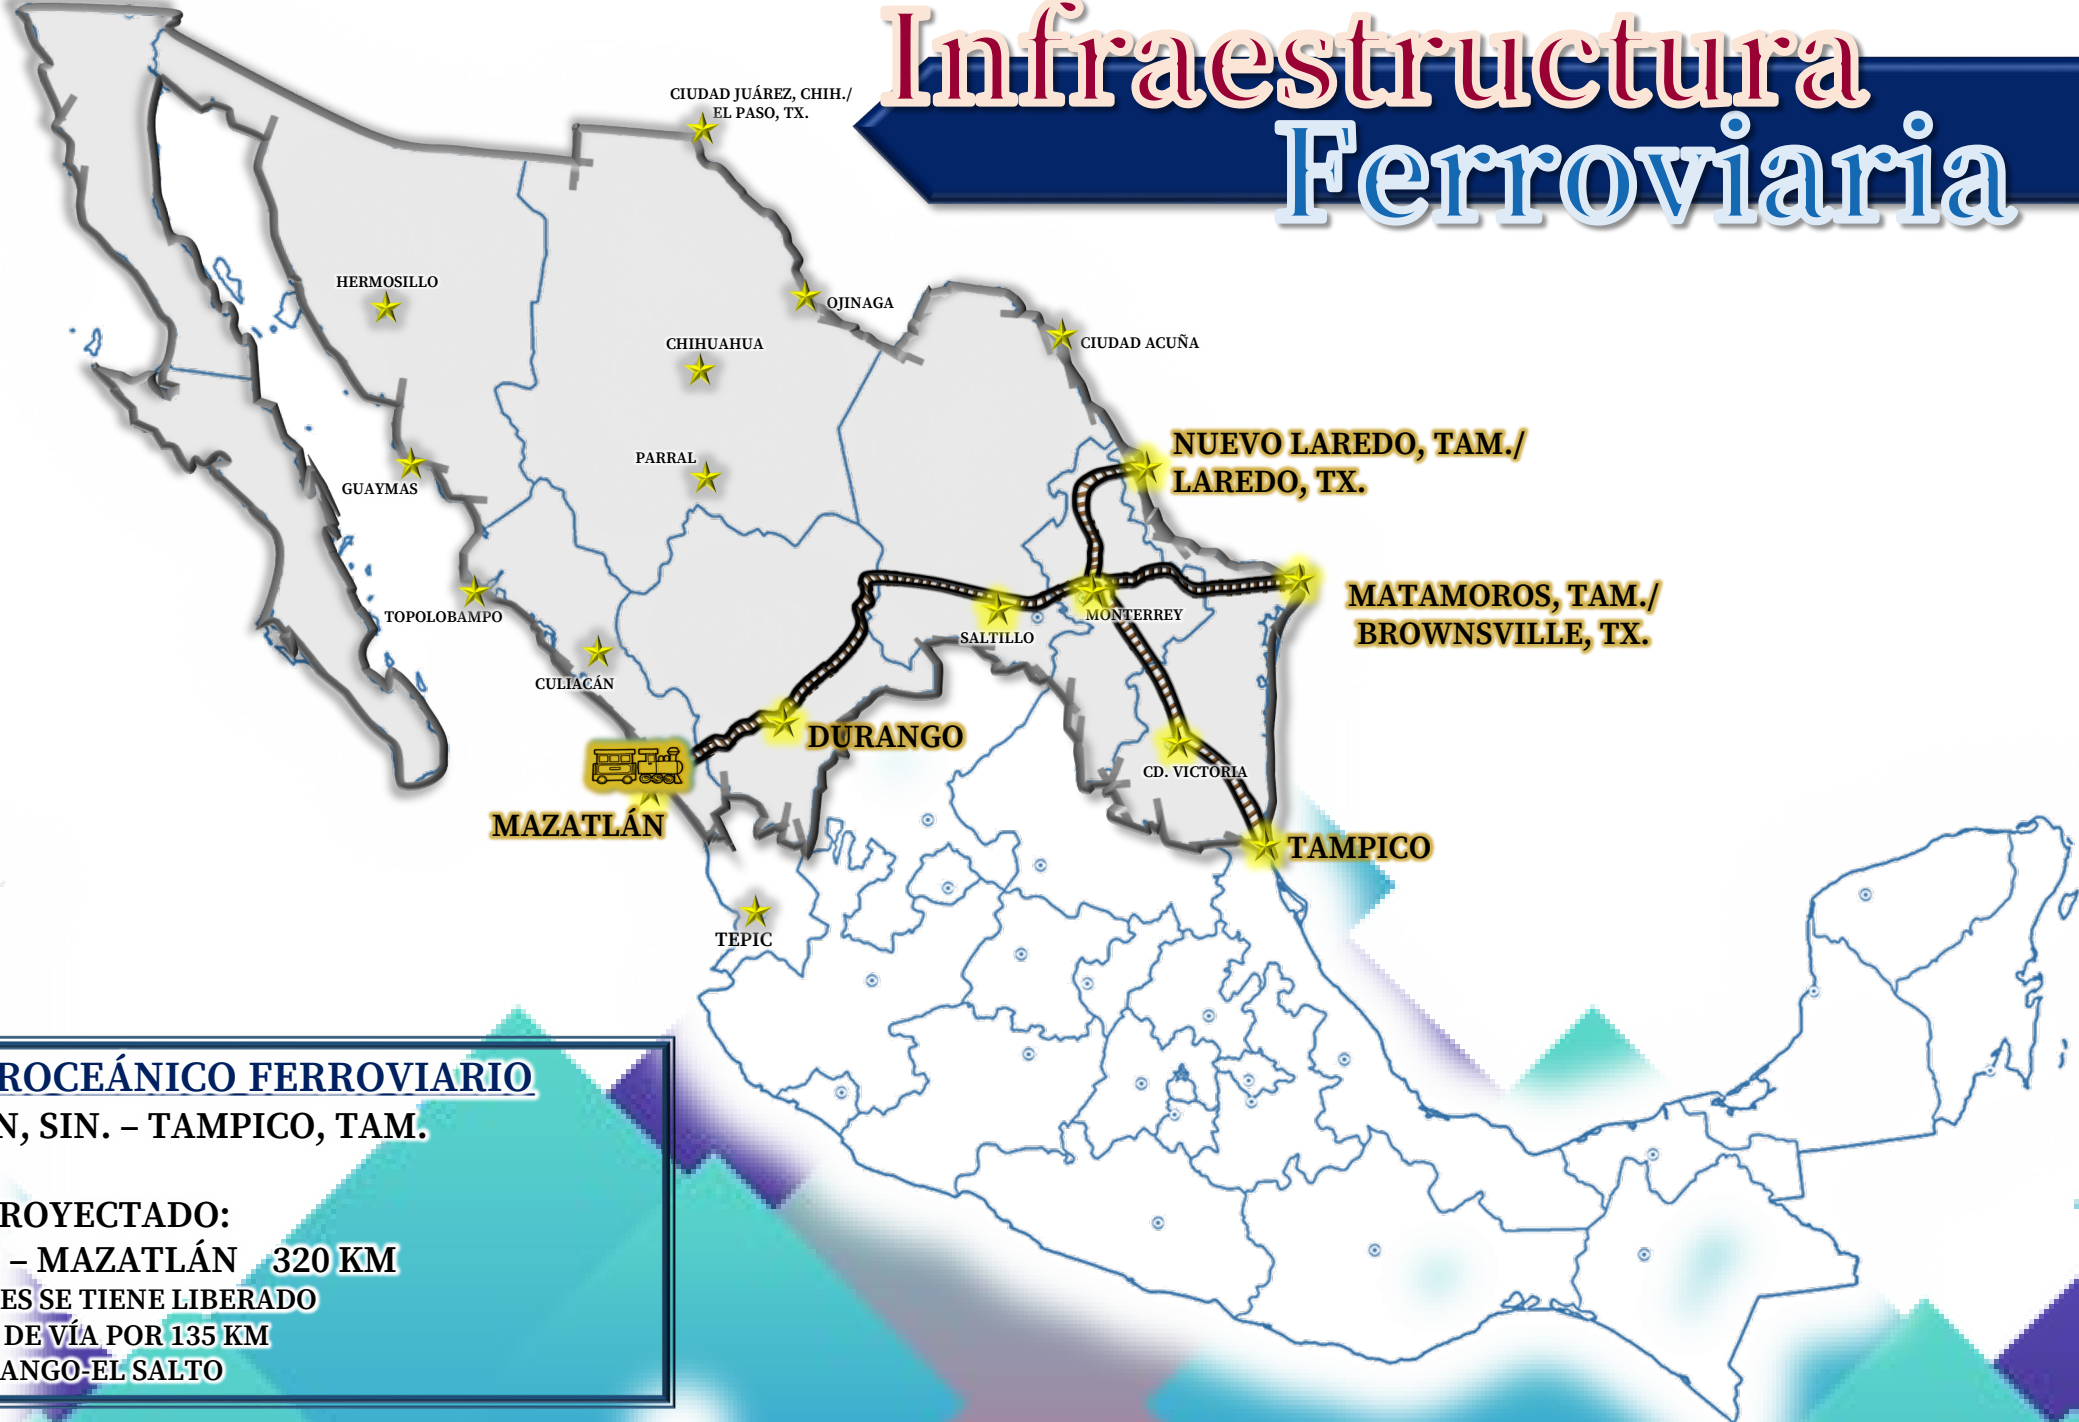 Infraestructura
Ferroviaria
CIUDAD JUÁREZ, CHIH./
EL PASO, TX.
HERMOSILLO
OJINAGA
CHIHUAHUA
CIUDAD ACUÑA
NUEVO LAREDO, TAM./
LAREDO, TX.
PARRAL
GUAYMAS
MATAMOROS, TAM./
BROWNSVILLE, TX.
TOPOLOBAMPO
MONTERREY
SALTILLO
CULIACÁN
DURANGO
CD. VICTORIA
MAZATLÁN
TAMPICO
TEPIC
ROCEÁNICO FERROVIARIO
N, SIN. – TAMPICO, TAM.
ROYECTADO:
– MAZATLÁN 320 KM
ES SE TIENE LIBERADO
DE VÍA POR 135 KM
ANGO-EL SALTO